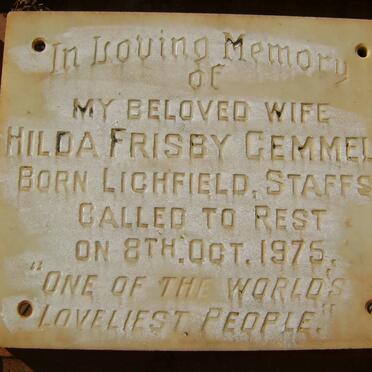 In Loving Memory
of
MY BELOVED WIFE
HILDA FRISBY GEMMEL
BORN LICHFIELD, STAFFS
CALLED TO REST
ON 8TH. OCT. 1975.
"ONE OF THE WORLD'S
LOVELIEST PEOPLE."